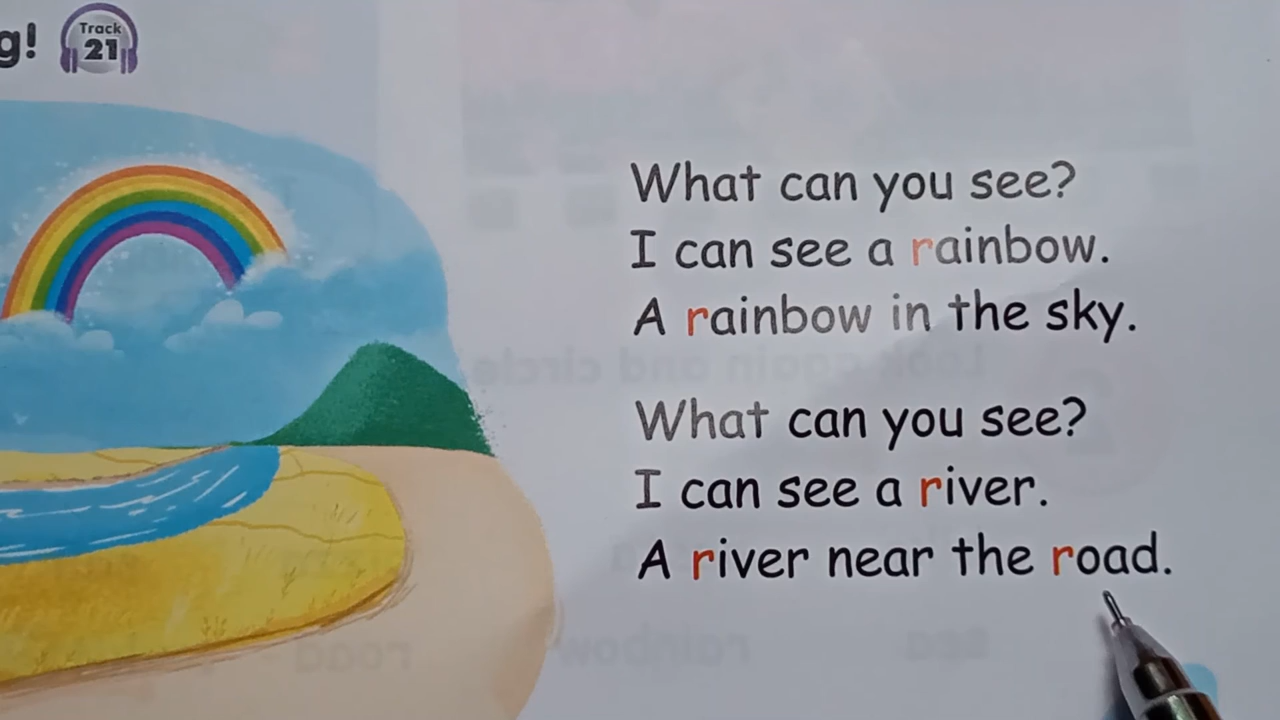 g!
Track
21
What can you see?
I can see a rainbow.
A rainbow in the sky.
What can you see?
I can see a river.
A river near the road.